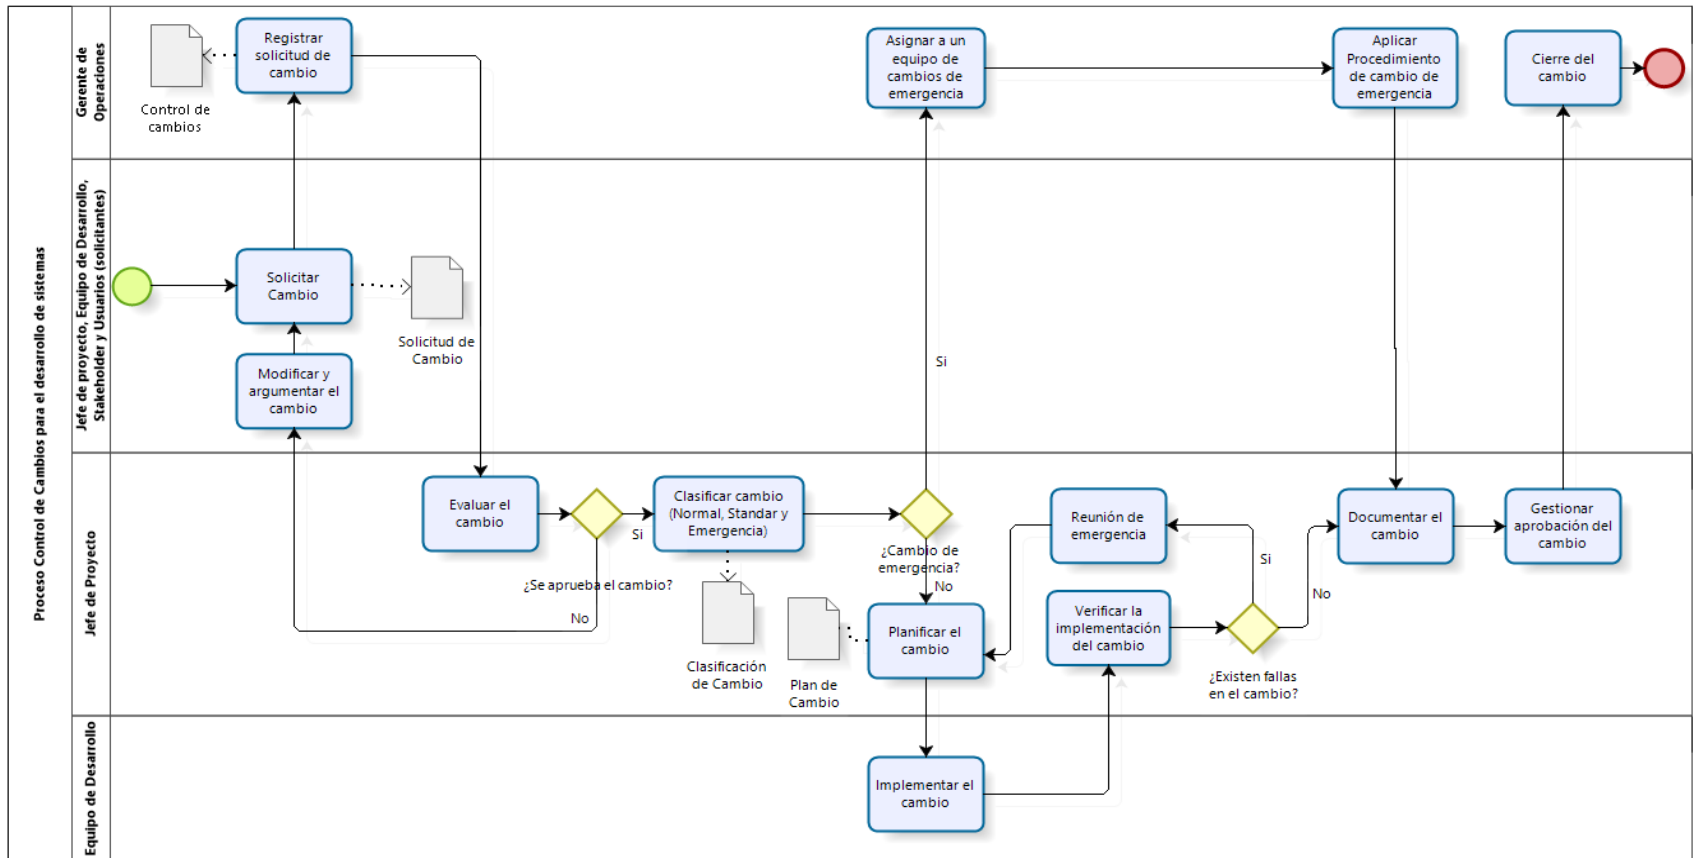 Proceso Control de Cambios para el desarrollo de sistemas
Gerente de
Operaciones
Registrar
solicitud de
cambio
Control de
cambios
Asignar a un
equipo de
cambios de
emergencia
Aplicar
Procedimiento
de cambio de
emergencia
Cierre del
cambio
Jefe de proyecto, Equipo de Desarrollo,
Stakeholder y Usuarios (solicitantes)
Solicitar
Cambio
Solicitud de
Cambio
Modificar y
argumentar el
cambio
Si
Jefe de Proyecto
Evaluar el
cambio
¿Se aprueba el cambio?
Si
No
Clasificar cambio
(Normal, Standar y
Emergencia)
Clasificación
de Cambio
¿Cambio de
emergencia?
No
Plan de
Cambio
Planificar el
cambio
Reunión de
emergencia
Verificar la
implementación
del cambio
Si
No
¿Existen fallas
en el cambio?
Documentar el
cambio
Gestionar
aprobación del
cambio
Equipo de Desarrollo
Implementar el
cambio